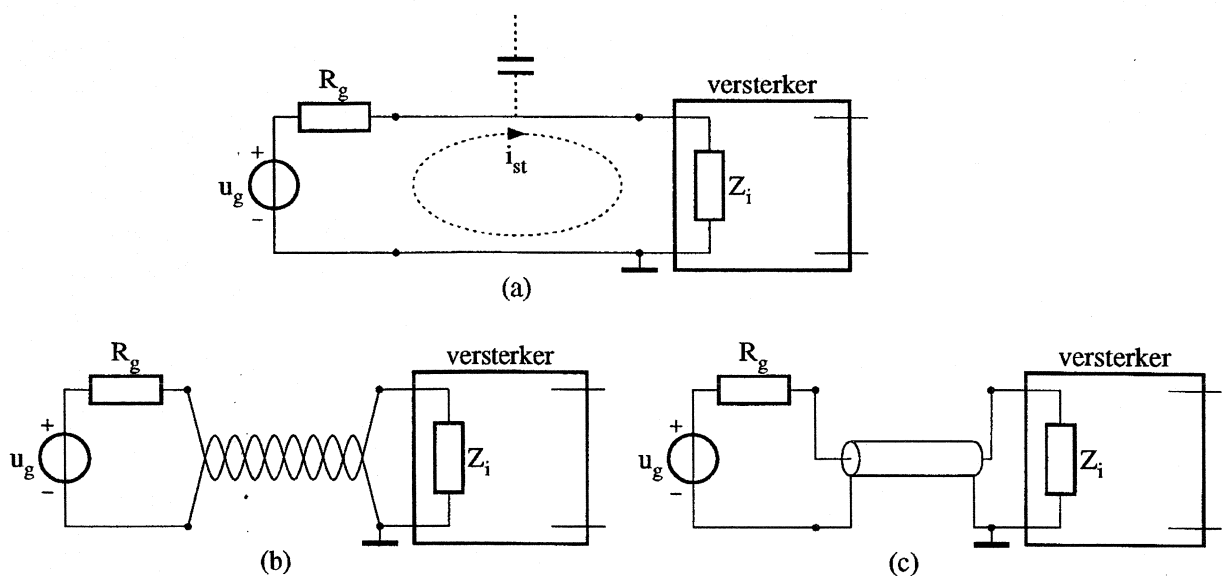 versterker
R_g
+
u_g
−
i_st
Z_i
(a)
R_g
versterker
+
u_g
−
Z_i
(b)
R_g
versterker
+
u_g
−
Z_i
(c)